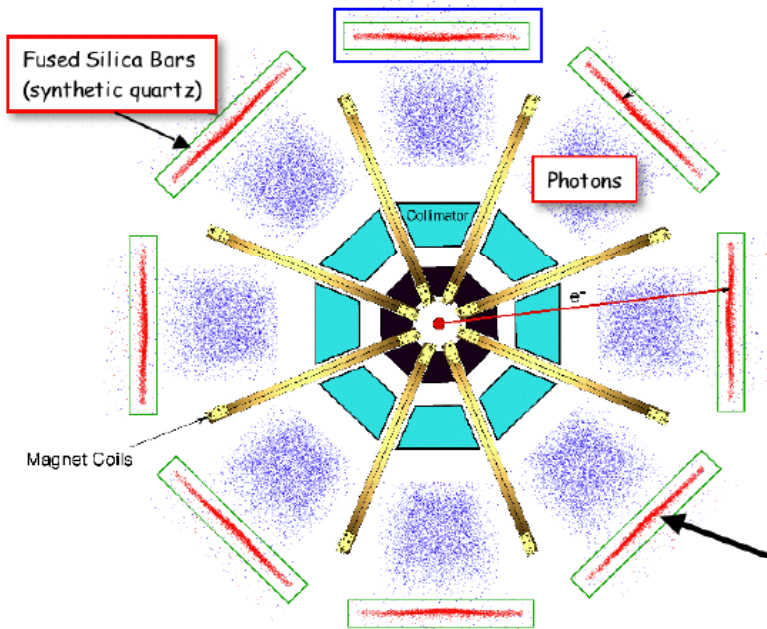 Fused Silica Bars
(synthetic quartz)
Photons
Collimator
e-
Magnet Coils